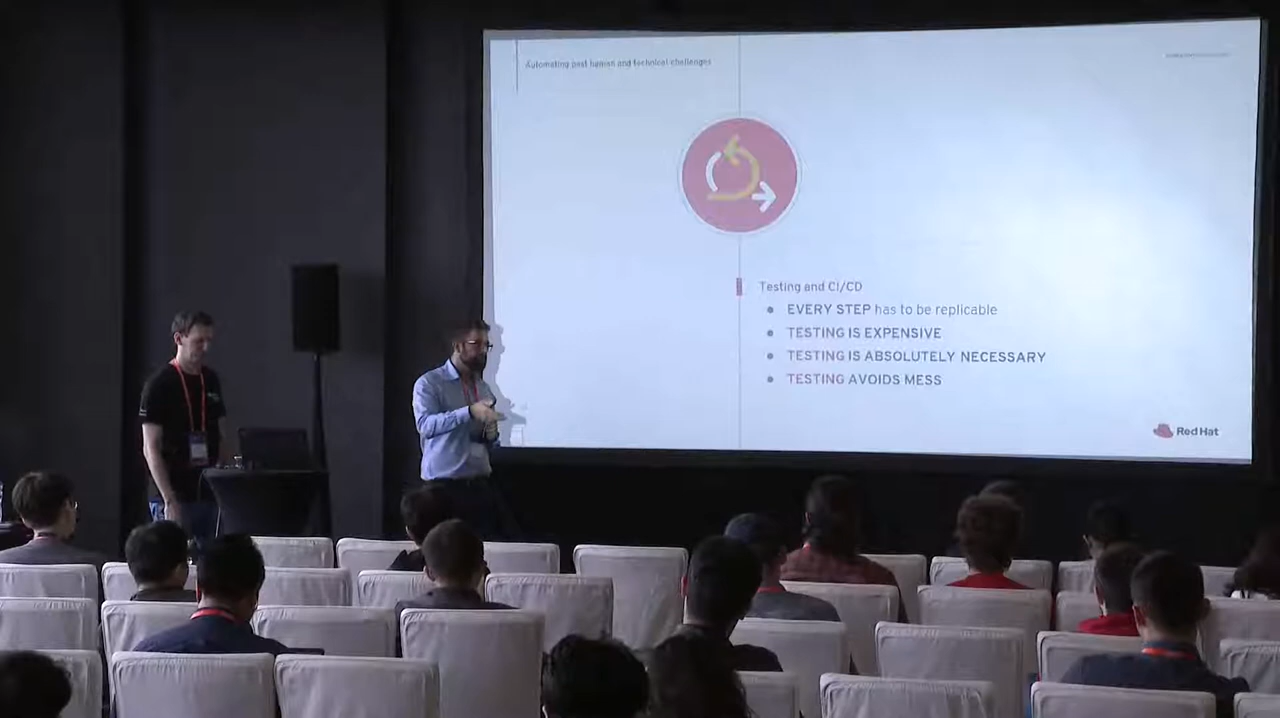 Automating past human and technical challenges
Testing and CI/CD
EVERY STEP has to be replicable
TESTING IS EXPENSIVE
TESTING IS ABSOLUTELY NECESSARY
TESTING AVOIDS MESS
Red Hat